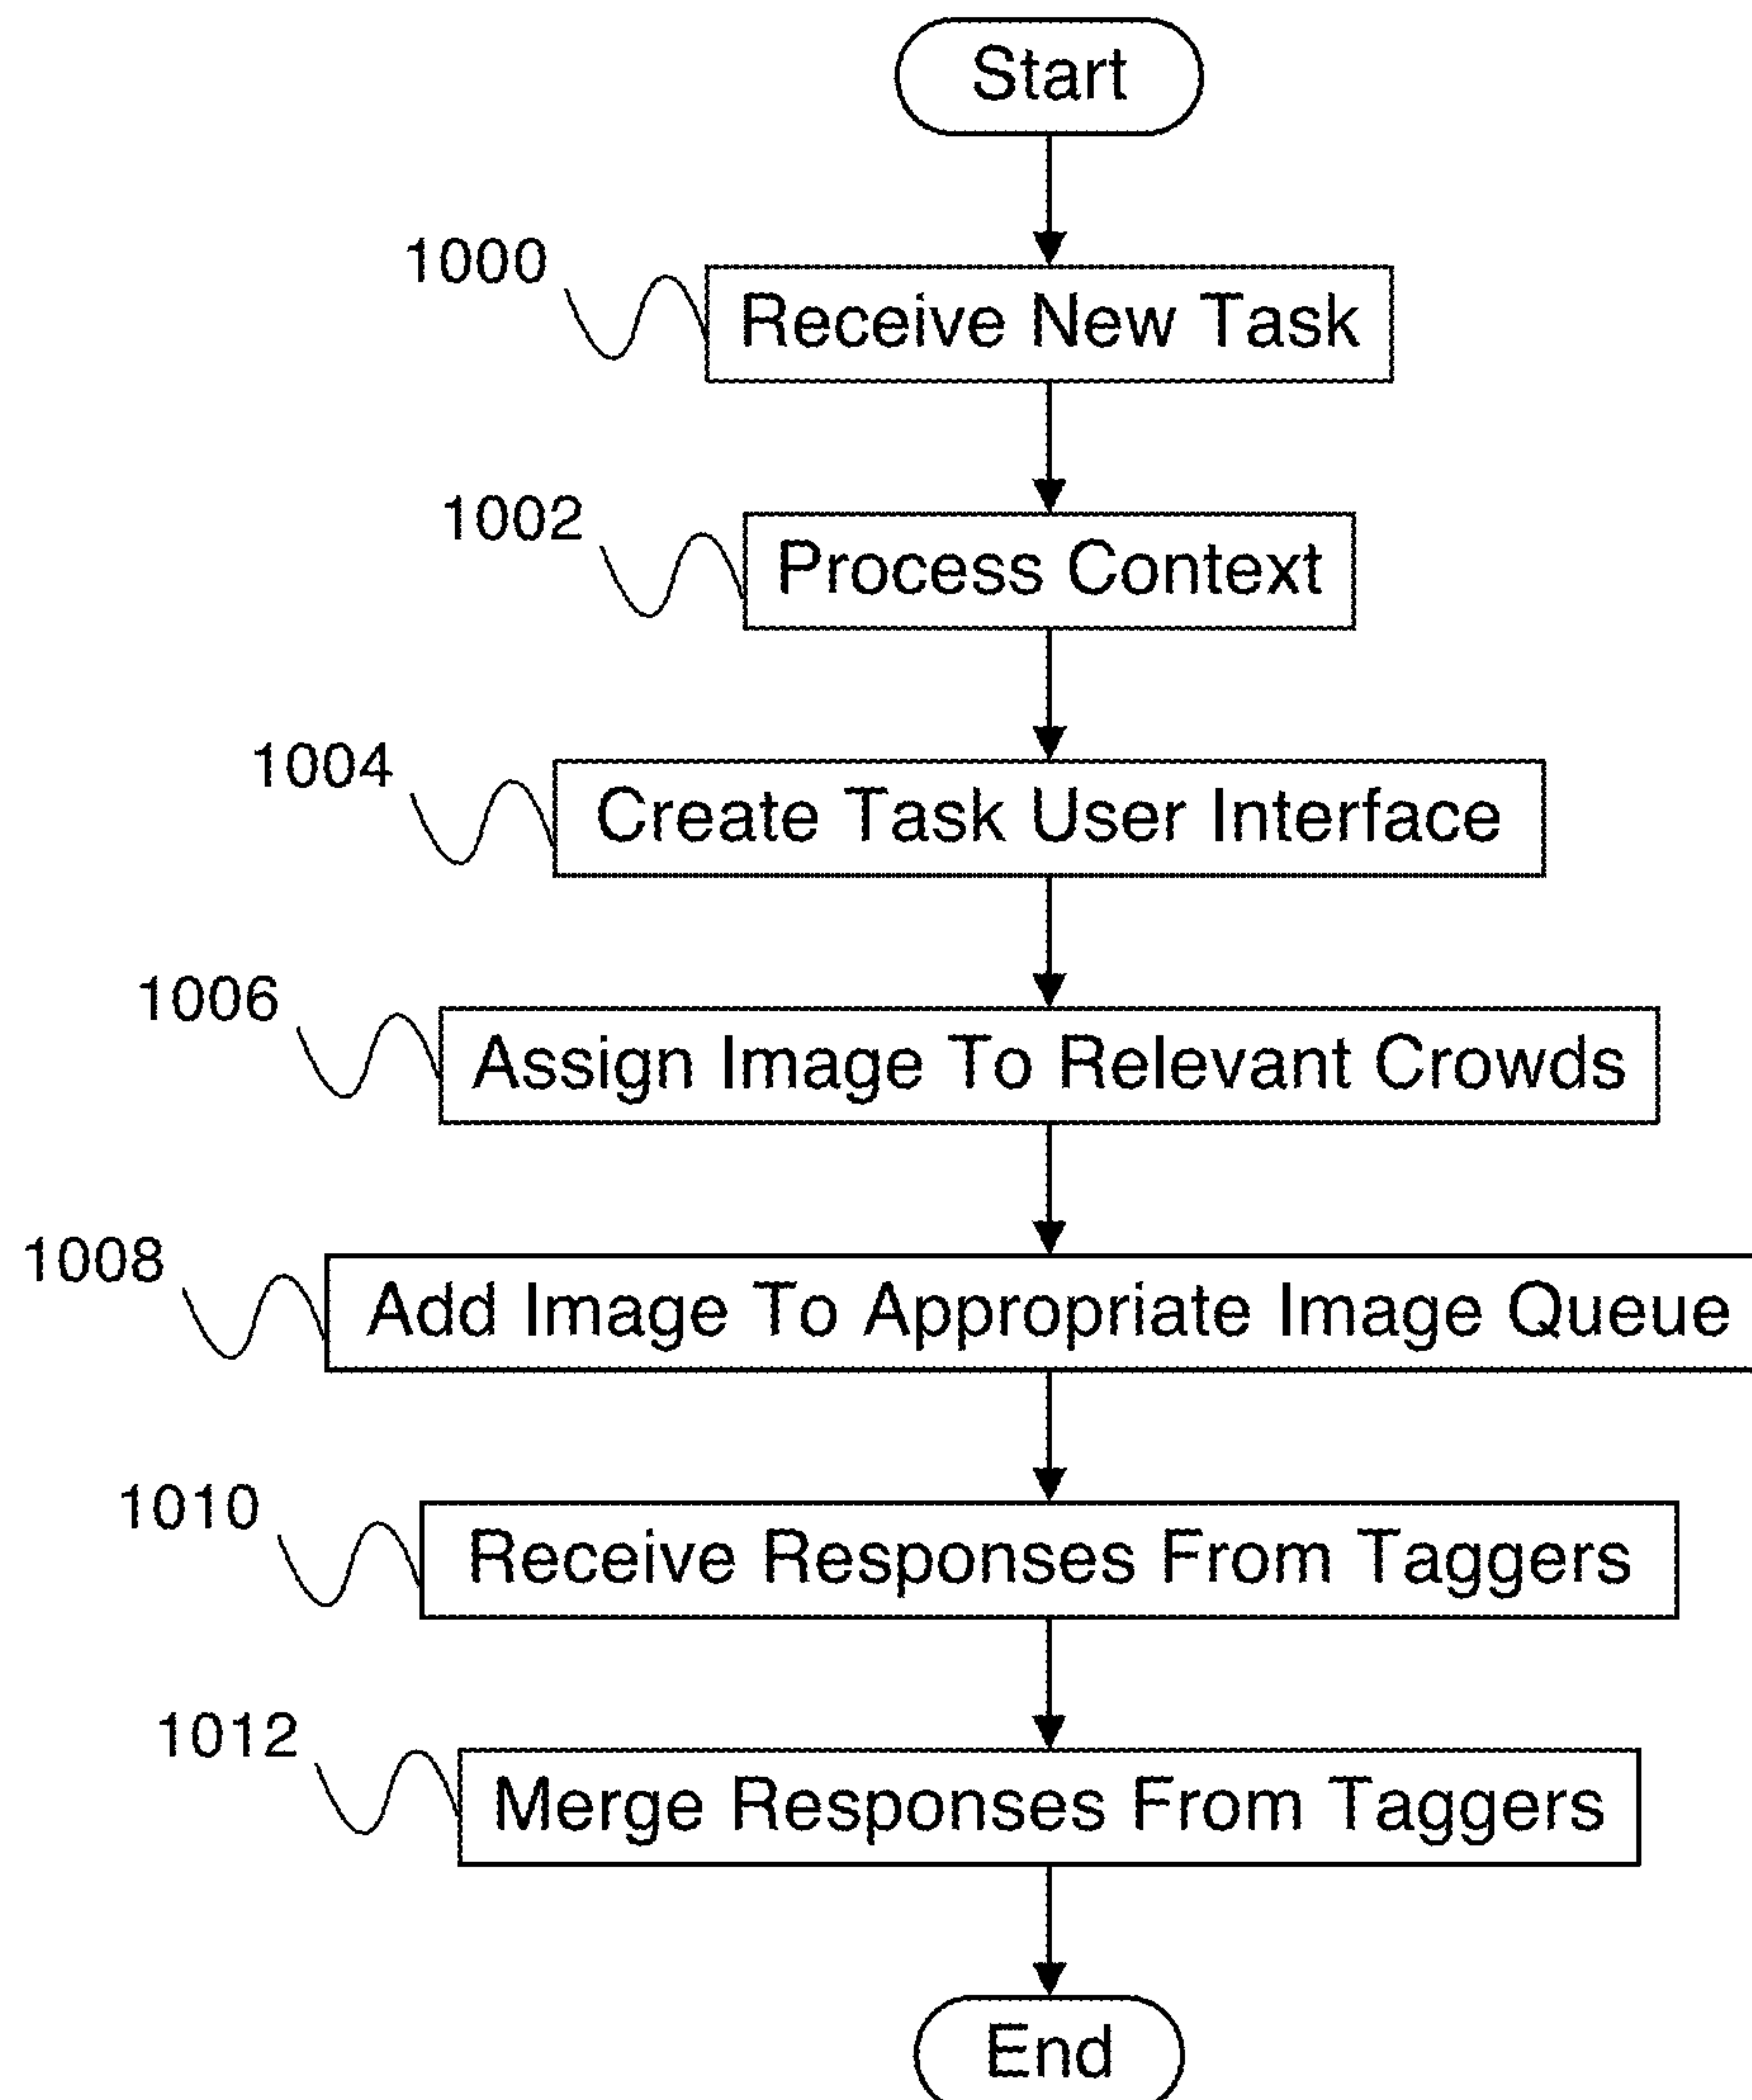 Start
1000
Receive New Task
1002
Process Context
1004
Create Task User Interface
1006
Assign Image To Relevant Crowds
1008
Add Image To Appropriate Image Queue
1010
Receive Responses From Taggers
1012
Merge Responses From Taggers
End